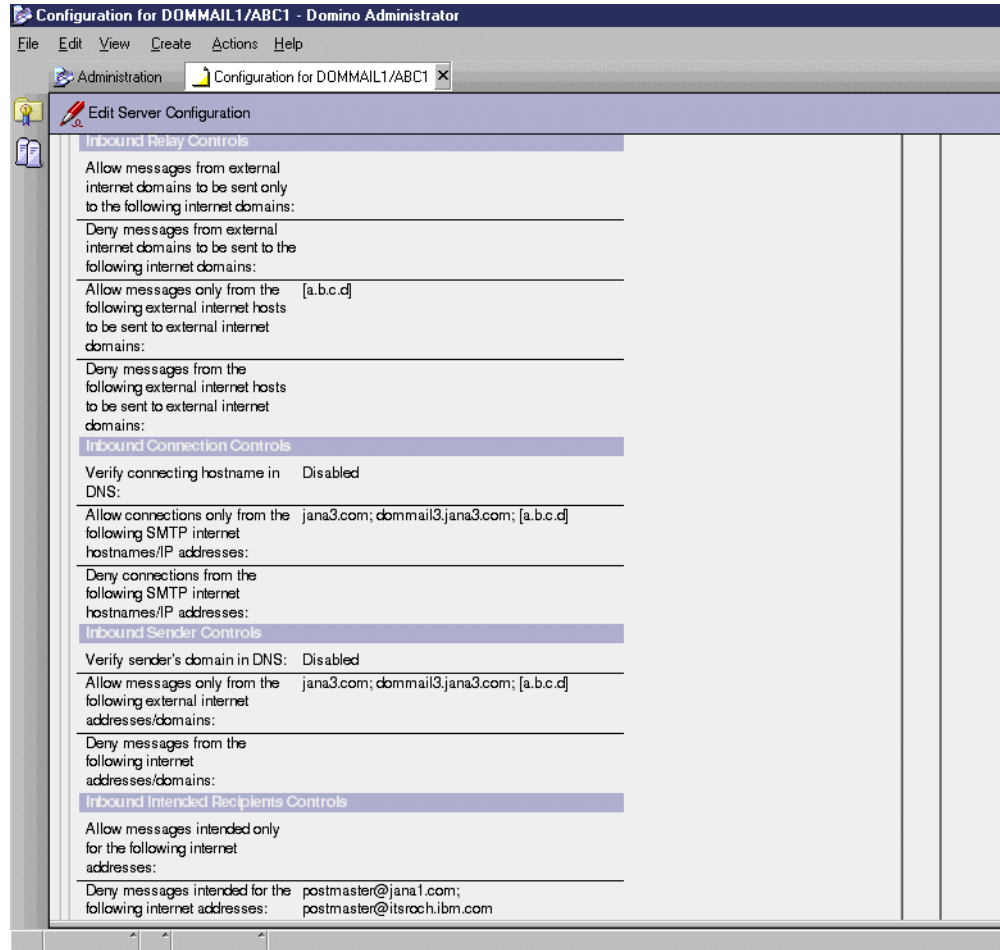 Configuration for DOMMAIL1/ABC1 - Domino Administrator
File Edit View Create Actions Help
Administration
Configuration for DOMMAIL1/ABC1
Edit Server Configuration
Inbound Relay Controls
Allow messages from external
internet domains to be sent only
to the following internet domains:
Deny messages from external
internet domains to be sent to the
following internet domains:
Allow messages only from the [a.b.c.d]
following external internet hosts
to be sent to external internet
domains:
Deny messages from the
following external internet hosts
to be sent to external internet
domains:
Inbound Connection Controls
Verify connecting hostname in Disabled
DNS:
Allow connections only from the jana3.com; dommail3.jana3.com; [a.b.c.d]
following SMTP internet
hostnames/IP addresses:
Deny connections from the
following SMTP internet
hostnames/IP addresses:
Inbound Sender Controls
Verify sender's domain in DNS: Disabled
Allow messages only from the jana3.com; dommail3.jana3.com; [a.b.c.d]
following external internet
addresses/domains:
Deny messages from the
following internet
addresses/domains:
Inbound Intended Recipients Controls
Allow messages intended only
for the following internet
addresses:
Deny messages intended for the postmaster@jana1.com;
following internet addresses: postmaster@itsroch.ibm.com